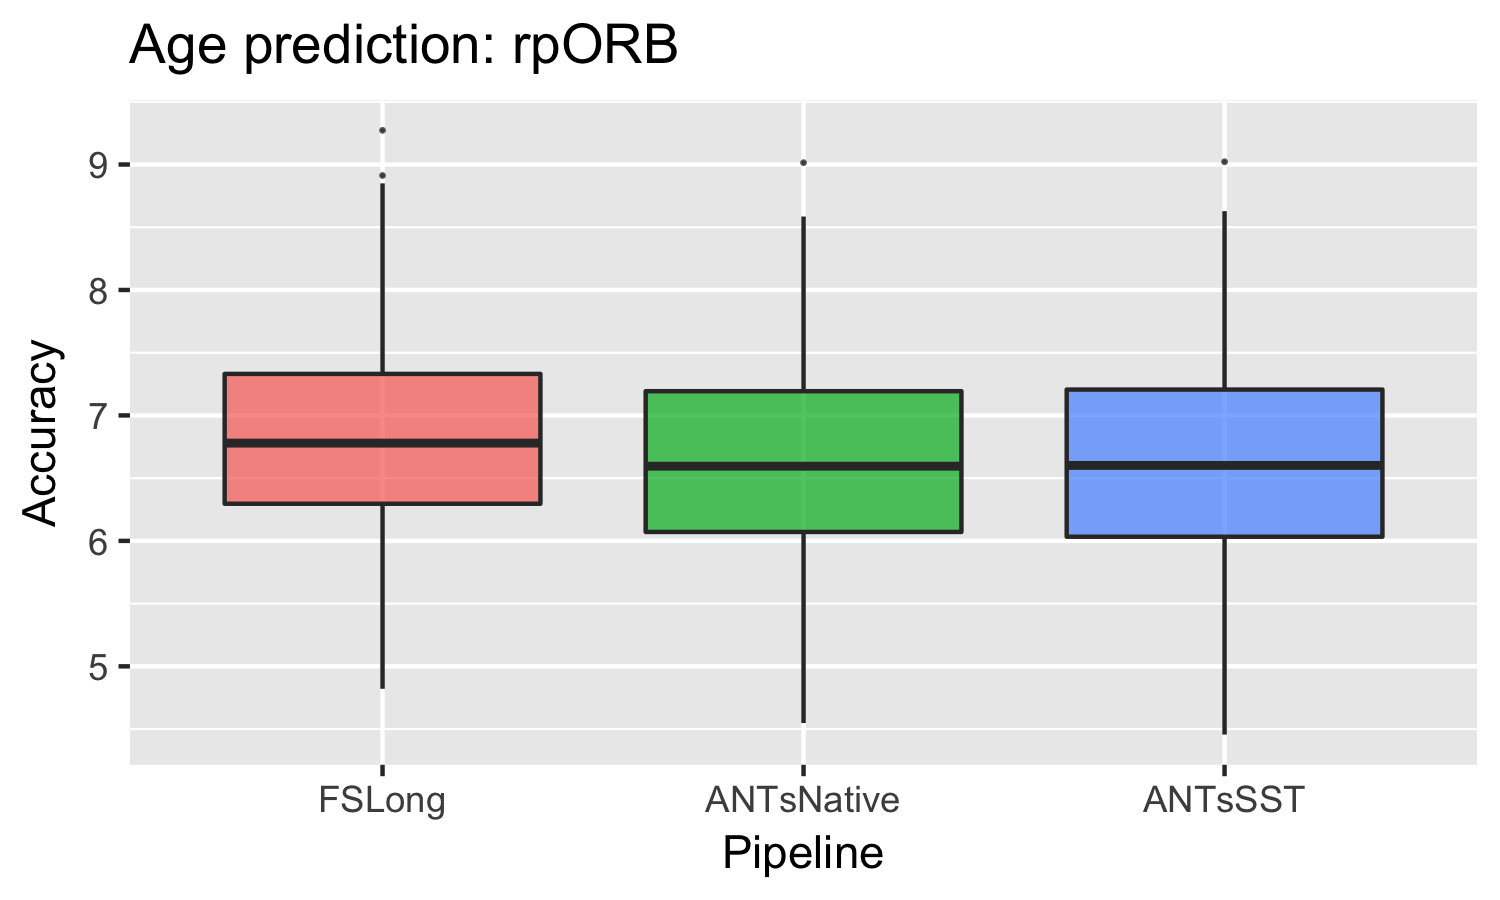 Age prediction: rpORB
Accuracy
9
8
7
6
5
FSLong
ANTsNative
ANTsSST
Pipeline